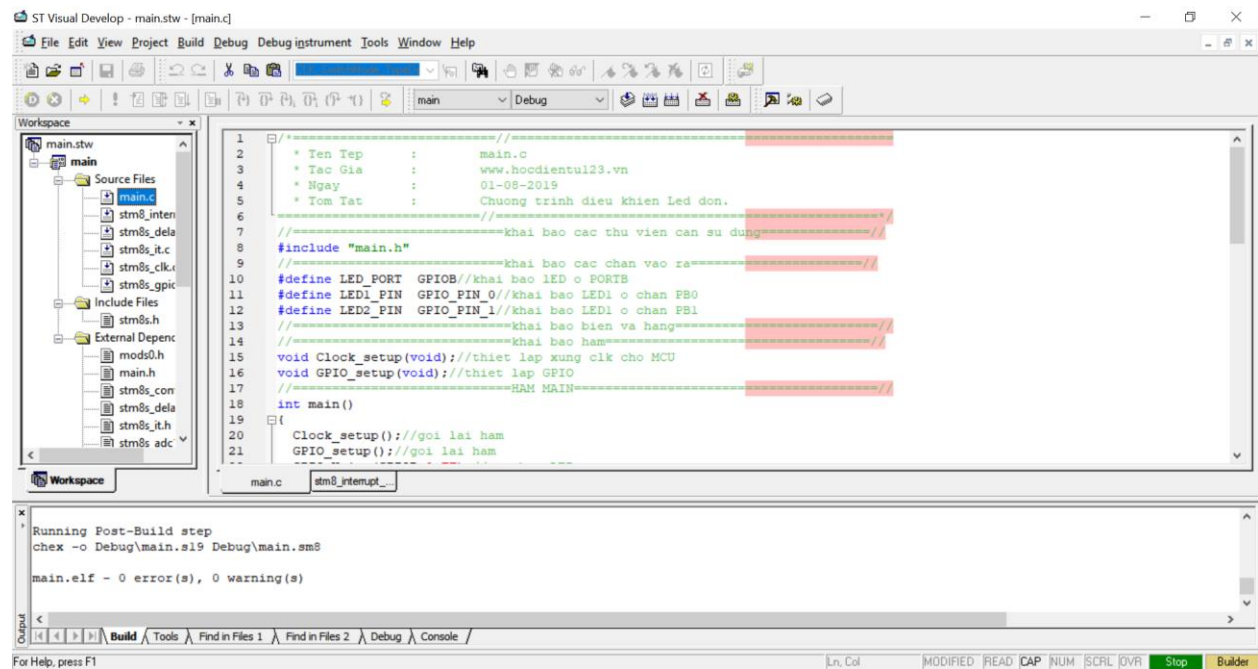 ST Visual Develop - main.stw - [main.c]
File Edit View Project Build Debug Debug instrument Tools Window Help
main Debug
Workspace
main.stw
main
Source Files
main.c
stm8_interr
stm8s_dela
stm8s_it.c
stm8s_clk.c
stm8s_gpic
Include Files
stm8s.h
External Depenc
mods0.h
main.h
stm8s_con
stm8s_dela
stm8s_it.h
stm8s_adc
Workspace
1 /*==========================//=================================================
2 * Ten Tep : main.c
3 * Tac Gia : www.hocdientu123.vn
4 * Ngay : 01-08-2019
5 * Tom Tat : Chuong trinh dieu khien Led don.
6 ==========================//=================================================*/
7 //===========================khai bao cac thu vien can su dung==============//
8 #include "main.h"
9 //===========================khai bao cac chan vao ra======================//
10 #define LED_PORT GPIOB//khai bao lED o PORTB
11 #define LED1_PIN GPIO_PIN_0//khai bao LED1 o chan PB0
12 #define LED2_PIN GPIO_PIN_1//khai bao LED1 o chan PB1
13 //============================khai bao bien va hang==========================//
14 //============================khai bao ham==================================//
15 void Clock_setup(void);//thiet lap xung clk cho MCU
16 void GPIO_setup(void);//thiet lap GPIO
17 //============================HAM MAIN=======================================//
18 int main()
19 {
20 Clock_setup();//goi lai ham
21 GPIO_setup();//goi lai ham
main.c stm8_interrupt_...
Running Post-Build step
chex -o Debug\main.s19 Debug\main.sm8
main.elf - 0 error(s), 0 warning(s)
Output
Build Tools Find in Files 1 Find in Files 2 Debug Console
For Help, press F1 Ln, Col MODIFIED READ CAP NUM SCRL OVR Stop Builder